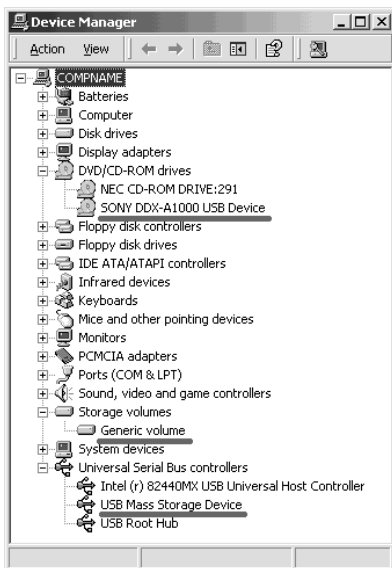 Device Manager
Action View
COMPNAME
Batteries
Computer
Disk drives
Display adapters
DVD/CD-ROM drives
NEC CD-ROM DRIVE:291
SONY DDX-A1000 USB Device
Floppy disk controllers
Floppy disk drives
IDE ATA/ATAPI controllers
Infrared devices
Keyboards
Mice and other pointing devices
Monitors
PCMCIA adapters
Ports (COM & LPT)
Sound, video and game controllers
Storage volumes
Generic volume
System devices
Universal Serial Bus controllers
Intel (r) 82440MX USB Universal Host Controller
USB Mass Storage Device
USB Root Hub